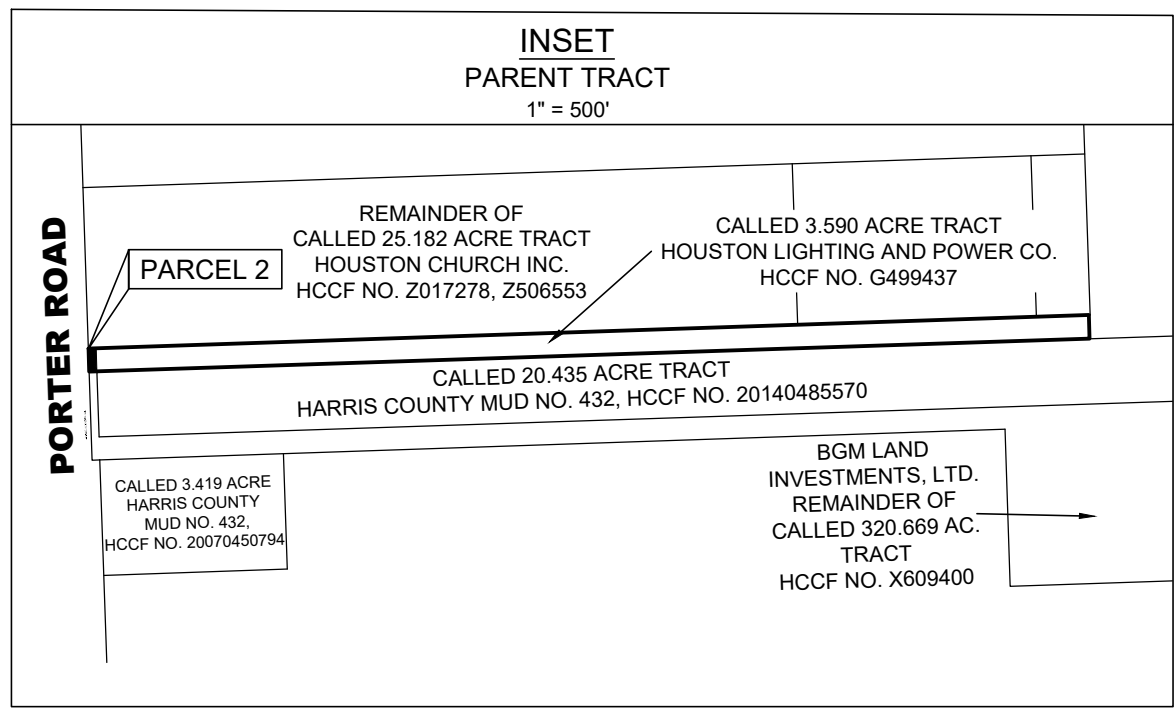 INSET
PARENT TRACT
1" = 500'
PORTER ROAD
PARCEL 2
REMAINDER OF
CALLED 25.182 ACRE TRACT
HOUSTON CHURCH INC.
HCCF NO. Z017278, Z506553
CALLED 3.590 ACRE TRACT
HOUSTON LIGHTING AND POWER CO.
HCCF NO. G499437
CALLED 20.435 ACRE TRACT
HARRIS COUNTY MUD NO. 432, HCCF NO. 20140485570
CALLED 3.419 ACRE
HARRIS COUNTY
MUD NO. 432,
HCCF NO. 20070450794
BGM LAND
INVESTMENTS, LTD.
REMAINDER OF
CALLED 320.669 AC.
TRACT
HCCF NO. X609400